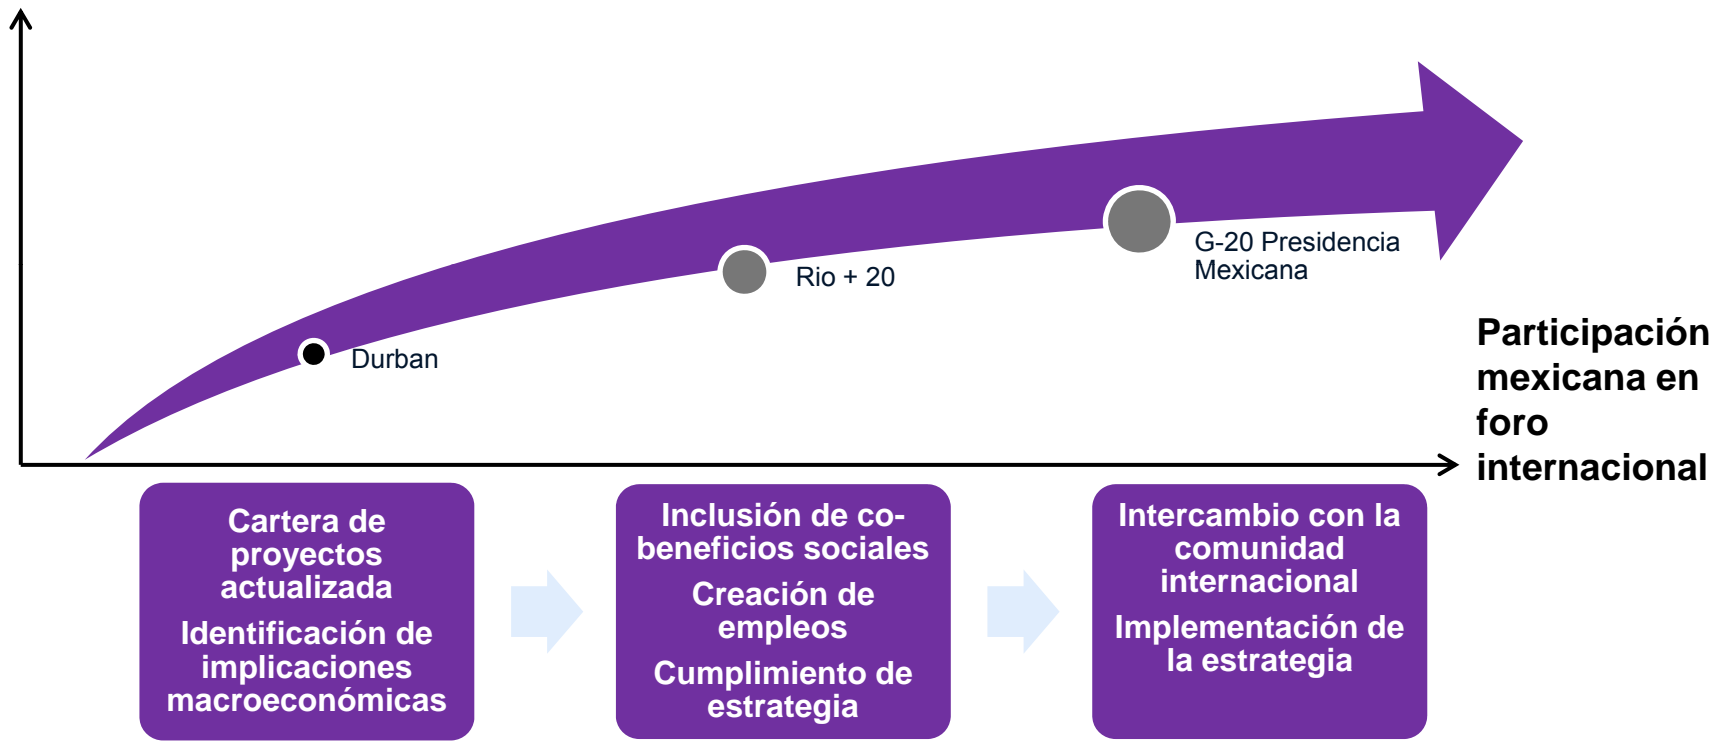 Durban
Rio + 20
G-20 Presidencia
Mexicana
Participación
mexicana en
foro
internacional
Cartera de
proyectos
actualizada
Identificación de
implicaciones
macroeconómicas
Inclusión de co-
beneficios sociales
Creación de
empleos
Cumplimiento de
estrategia
Intercambio con la
comunidad
internacional
Implementación de
la estrategia